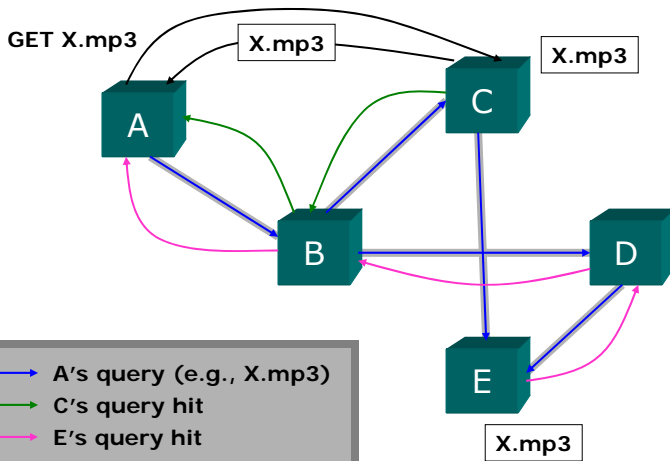 GET X.mp3
X.mp3
X.mp3
A
C
B
D
E
A's query (e.g., X.mp3)
C's query hit
E's query hit
X.mp3